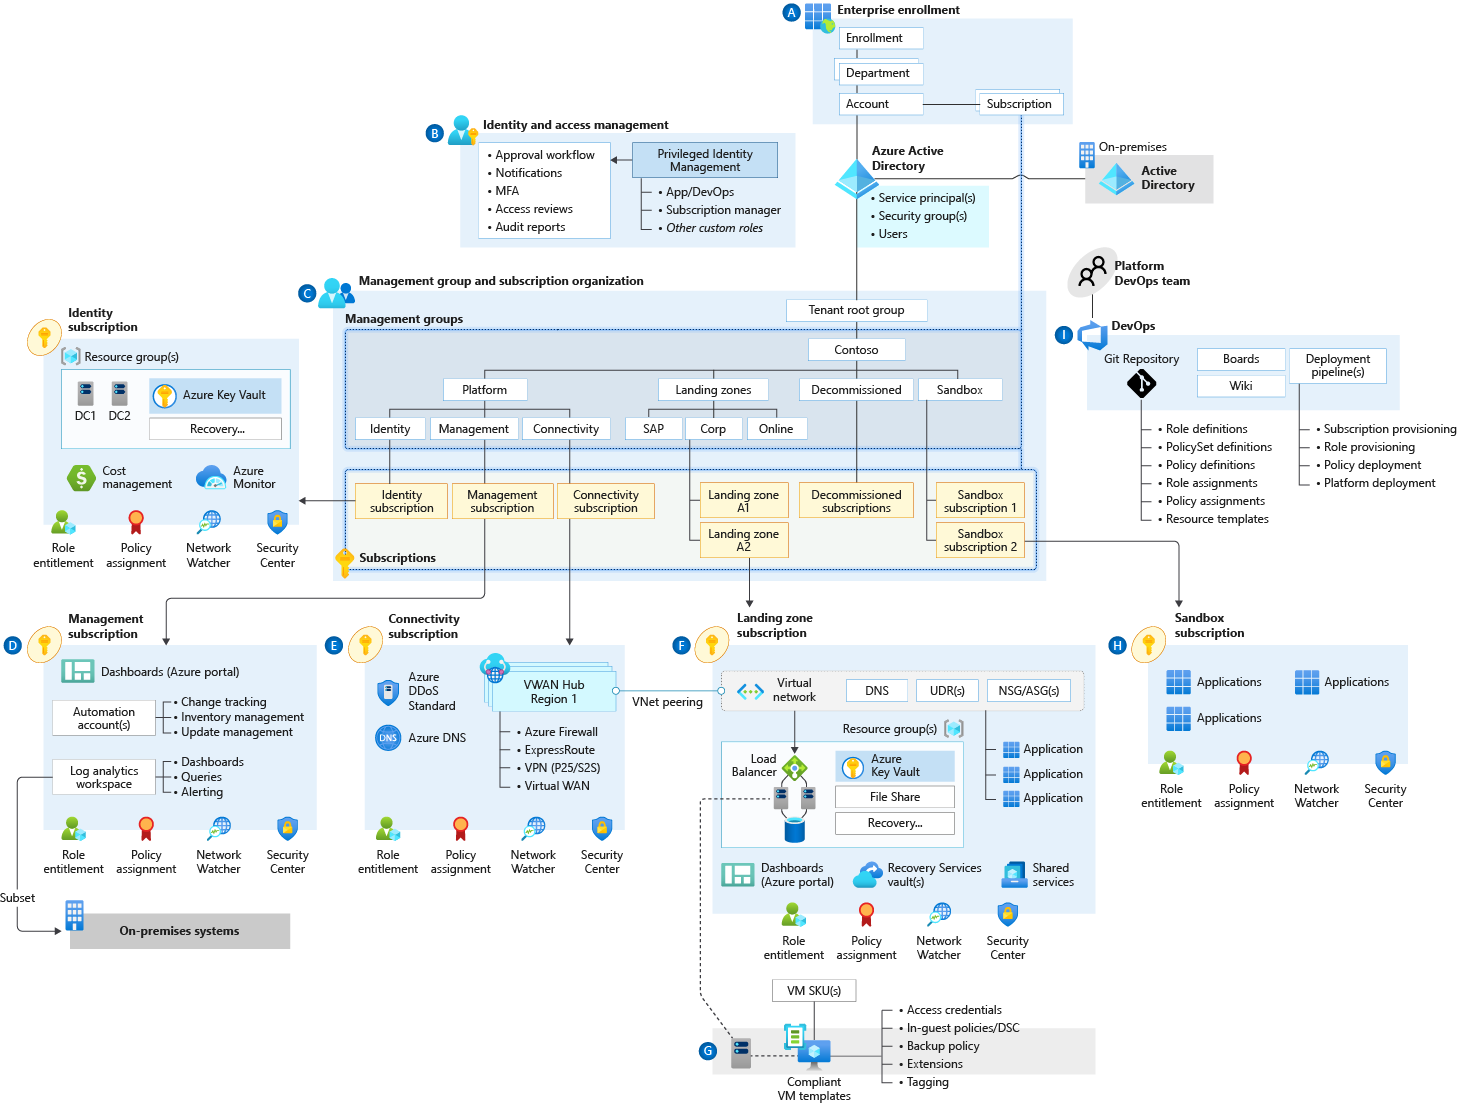 A
Enterprise enrollment
Enrollment
Department
Account
Subscription
B
Identity and access management
• Approval workflow
• Notifications
• MFA
• Access reviews
• Audit reports
Privileged Identity
Management
• App/DevOps
• Subscription manager
• Other custom roles
Azure Active
Directory
• Service principal(s)
• Security group(s)
• Users
On-premises
Active
Directory
Platform
DevOps team
I
DevOps
Git Repository
Boards
Wiki
Deployment
pipeline(s)
• Role definitions
• PolicySet definitions
• Policy definitions
• Role assignments
• Policy assignments
• Resource templates
• Subscription provisioning
• Role provisioning
• Policy deployment
• Platform deployment
C
Management group and subscription organization
Management groups
Tenant root group
Contoso
Platform
Landing zones
Decommissioned
Sandbox
Identity
Management
Connectivity
SAP
Corp
Online
Identity
subscription
Management
subscription
Connectivity
subscription
Landing zone
A1
Landing zone
A2
Decommissioned
subscriptions
Sandbox
subscription 1
Sandbox
subscription 2
Subscriptions
Identity
subscription
Resource group(s)
DC1
DC2
Azure Key Vault
Recovery...
Cost
management
Azure
Monitor
Role
entitlement
Policy
assignment
Network
Watcher
Security
Center
D
Management
subscription
Dashboards (Azure portal)
Automation
account(s)
• Change tracking
• Inventory management
• Update management
Log analytics
workspace
• Dashboards
• Queries
• Alerting
Role
entitlement
Policy
assignment
Network
Watcher
Security
Center
Subset
On-premises systems
E
Connectivity
subscription
Azure
DDoS
Standard
Azure DNS
VWAN Hub
Region 1
• Azure Firewall
• ExpressRoute
• VPN (P25/S2S)
• Virtual WAN
Role
entitlement
Policy
assignment
Network
Watcher
Security
Center
VNet peering
F
Landing zone
subscription
Virtual
network
DNS
UDR(s)
NSG/ASG(s)
Resource group(s)
Load
Balancer
Azure
Key Vault
File Share
Recovery...
Application
Application
Application
Dashboards
(Azure portal)
Recovery Services
vault(s)
Shared
services
Role
entitlement
Policy
assignment
Network
Watcher
Security
Center
H
Sandbox
subscription
Applications
Applications
Applications
Role
entitlement
Policy
assignment
Network
Watcher
Security
Center
G
VM SKU(s)
Compliant
VM templates
• Access credentials
• In-guest policies/DSC
• Backup policy
• Extensions
• Tagging